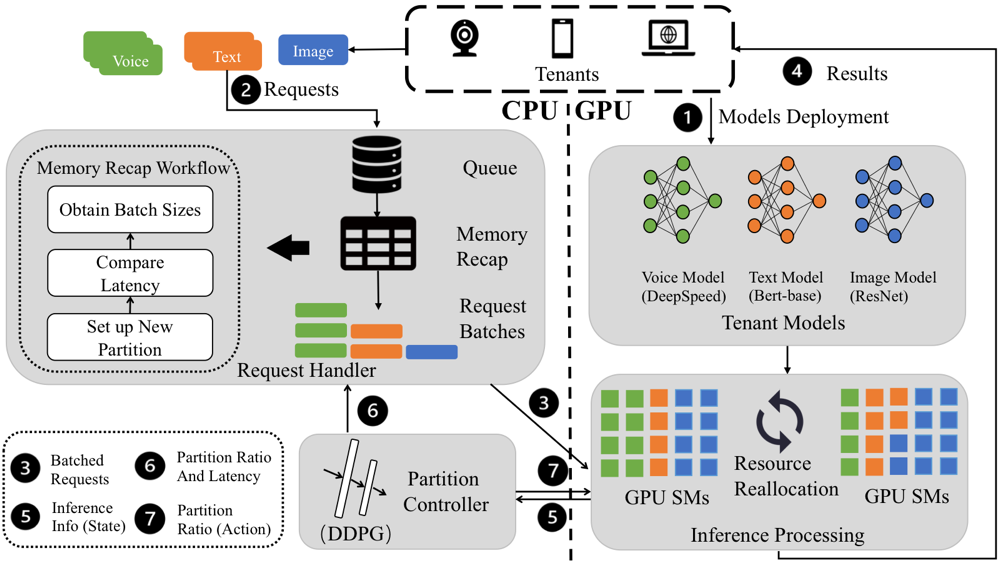 Voice
Text
Image
Tenants
4
Results
2
Requests
CPU
GPU
1
Models Deployment
Memory Recap Workflow
Obtain Batch Sizes
Compare
Latency
Set up New
Partition
Queue
Memory
Recap
Request
Batches
Request Handler
Voice Model
(DeepSpeed)
Text Model
(Bert-base)
Image Model
(ResNet)
Tenant Models
6
3
3
Batched
Requests
6
Partition Ratio
And Latency
5
Inference
Info (State)
7
Partition
Ratio (Action)
(DDPG)
Partition
Controller
7
5
GPU SMs
Resource
Reallocation
GPU SMs
Inference Processing